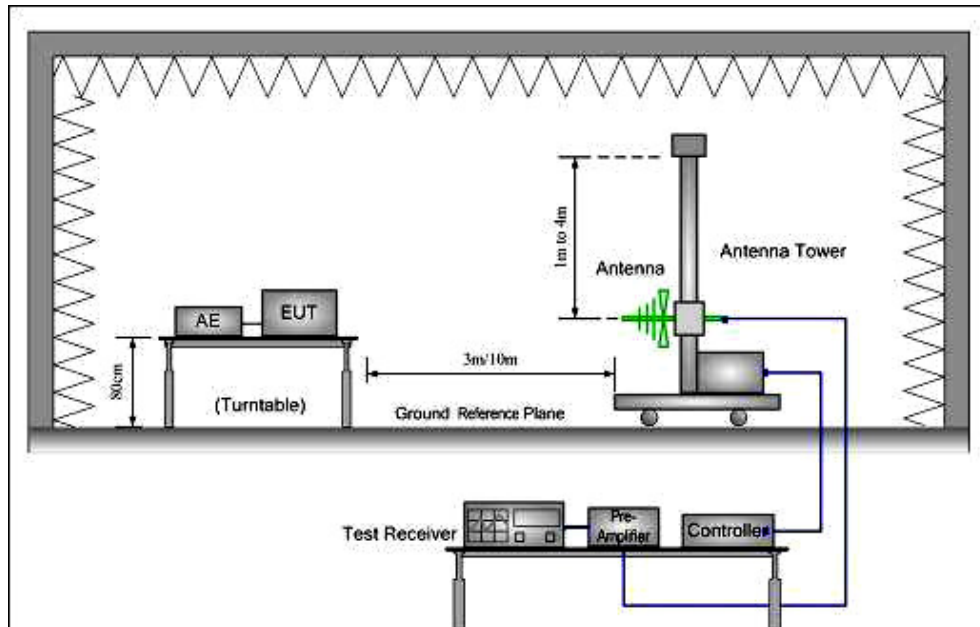 1m to 4m
Antenna
Antenna Tower
AE
EUT
80cm
3m/10m
(Turntable)
Ground Reference Plane
Test Receiver
Pre-
Amplifier
Controller